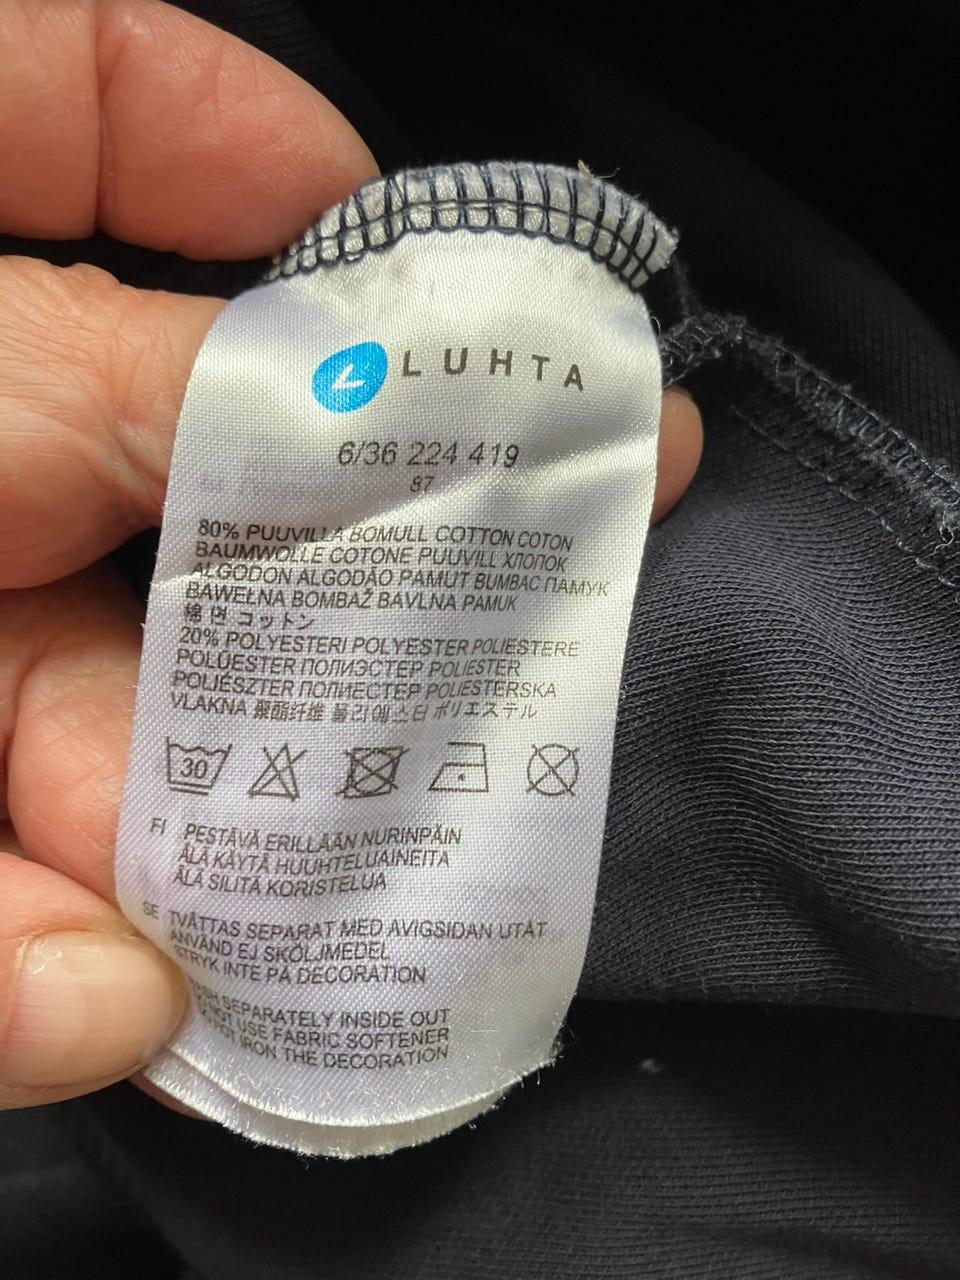 LUHTA
6/36 224 419
87
80% PUUVILLA BOMULL COTTON COTON
BAUMWOLLE COTONE PUUVILL ХЛОПОК
ALGODON ALGODÃO PAMUT BUMBAC ПАМУК
BAWEŁNA BOMBAŽ BAVLNA PAMUK
棉 면 コットン
20% POLYESTERI POLYESTER POLIESTERE
POLÜESTER ПОЛИЭСТЕР POLIESTER
POLIÉSZTER ПОЛИЕСТЕР POLIESTERSKA
VLAKNA 聚酯纤维 폴리에스터 ポリエステル
30
FI PESTÄVÄ ERILLÄÄN NURINPÄIN
ÄLÄ KÄYTÄ HUUHTELUAINEITA
ÄLÄ SILITÄ KORISTELUA
SE TVÄTTAS SEPARAT MED AVIGSIDAN UTÅT
ANVÄND EJ SKÖLJMEDEL
STRYK INTE PÅ DECORATION
SEPARATELY INSIDE OUT
NOT USE FABRIC SOFTENER
NOT IRON THE DECORATION